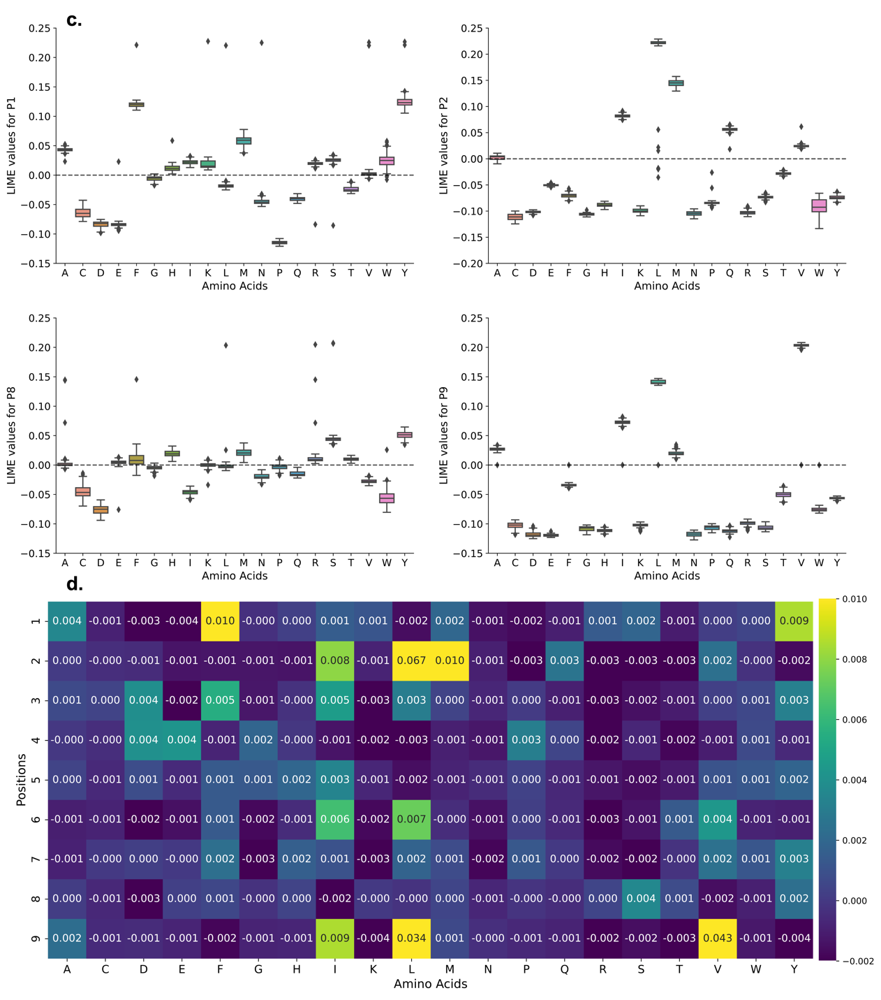 c.
0.25
0.20
0.15
0.10
0.05
0.00
−0.05
−0.10
−0.15
LIME values for P1
A C D E F G H I K L M N P Q R S T V W Y
Amino Acids
0.25
0.20
0.15
0.10
0.05
0.00
−0.05
−0.10
−0.15
−0.20
LIME values for P2
A C D E F G H I K L M N P Q R S T V W Y
Amino Acids
0.25
0.20
0.15
0.10
0.05
0.00
−0.05
−0.10
−0.15
LIME values for P8
A C D E F G H I K L M N P Q R S T V W Y
Amino Acids
0.25
0.20
0.15
0.10
0.05
0.00
−0.05
−0.10
−0.15
LIME values for P9
A C D E F G H I K L M N P Q R S T V W Y
Amino Acids
d.
Positions
1 0.004 -0.001 -0.003 -0.004 0.010 -0.000 0.000 0.001 0.001 -0.002 0.002 -0.001 -0.002 -0.001 0.001 0.002 -0.001 0.000 0.000 0.009
2 0.000 -0.000 -0.001 -0.001 -0.001 -0.001 -0.001 0.008 -0.001 0.067 0.010 -0.001 -0.003 0.003 -0.003 -0.003 -0.003 0.002 -0.000 -0.002
3 0.001 0.000 0.004 -0.002 0.005 -0.001 -0.000 0.005 -0.003 0.003 0.000 -0.001 0.000 -0.001 -0.003 -0.002 -0.001 0.000 0.001 0.003
4 -0.000 -0.000 0.004 0.004 -0.001 0.002 -0.000 -0.001 -0.002 -0.003 -0.001 -0.001 0.003 0.000 -0.002 -0.001 -0.002 -0.001 0.001 -0.001
5 0.000 -0.001 0.001 -0.001 0.001 0.001 0.002 0.003 -0.001 -0.002 -0.001 -0.001 0.000 -0.001 -0.001 -0.002 -0.001 0.001 0.001 0.002
6 -0.001 -0.001 -0.002 -0.001 0.001 -0.002 -0.001 0.006 -0.002 0.007 -0.000 -0.001 0.000 -0.001 -0.003 -0.001 0.001 0.004 -0.001 -0.001
7 -0.001 -0.000 0.000 -0.000 0.002 -0.003 0.002 0.001 -0.003 0.002 0.001 -0.002 0.001 0.000 -0.002 -0.002 -0.000 0.002 0.001 0.003
8 0.000 -0.001 -0.003 0.000 0.001 -0.000 0.000 -0.002 -0.000 -0.000 0.000 -0.001 -0.000 -0.000 0.000 0.004 0.001 -0.002 -0.001 0.002
9 0.002 -0.001 -0.001 -0.001 -0.002 -0.001 -0.001 0.009 -0.004 0.034 0.001 -0.000 -0.001 -0.001 -0.002 -0.002 -0.003 0.043 -0.001 -0.004
A C D E F G H I K L M N P Q R S T V W Y
Amino Acids
0.010
0.008
0.006
0.004
0.002
0.000
−0.002